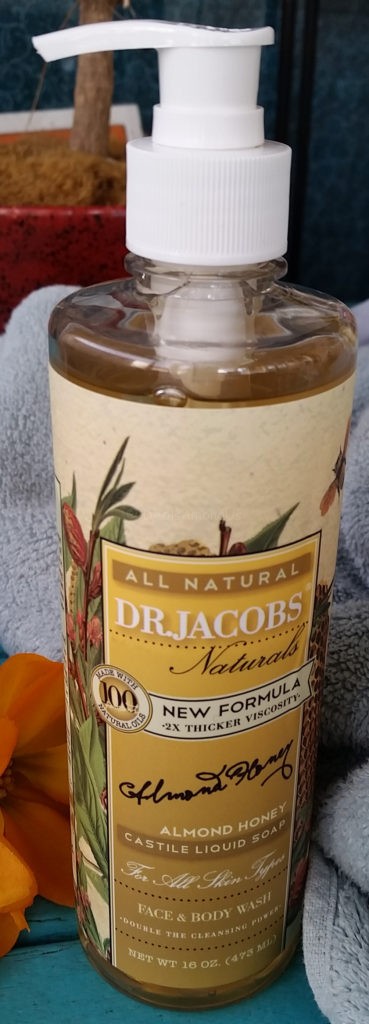 ALL NATURAL
DR.JACOBS
Naturals
MADE WITH
100
NATURAL OILS
NEW FORMULA
·2X THICKER VISCOSITY·
Almond Honey
ALMOND HONEY
CASTILE LIQUID SOAP
For All Skin Types
FACE & BODY WASH
·DOUBLE THE CLEANSING POWER·
NET WT 16 OZ. (473 ML)